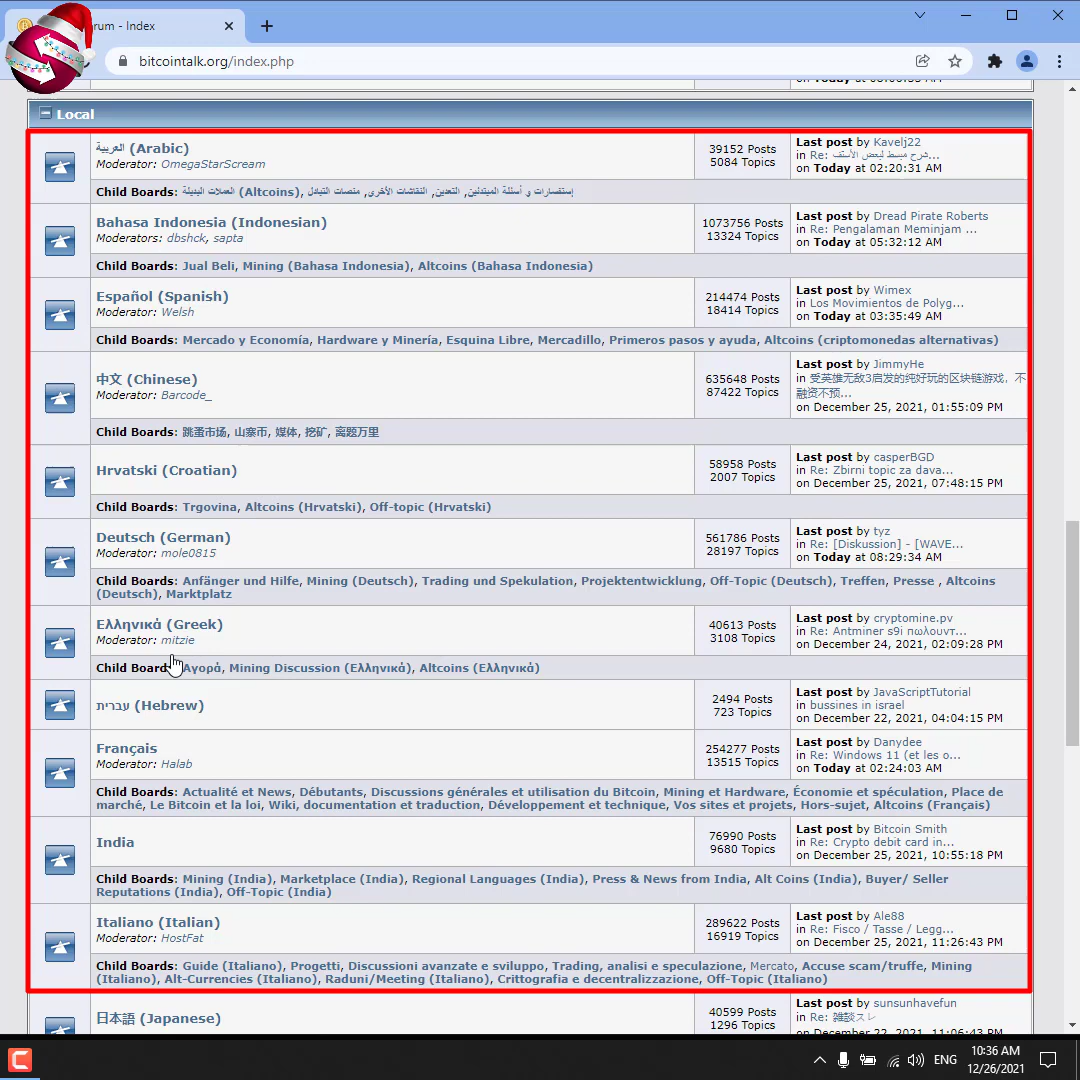 rum - Index
bitcointalk.org/index.php
Local
العربية (Arabic)
Moderator: OmegaStarScream
39152 Posts
5084 Topics
Last post by Kavelj22
in Re: شرح مبسط لبعض الأسئف...
on Today at 02:20:31 AM
Child Boards: العملات البديلة (Altcoins), إستفسارات و أسئلة المبتدئين, التعدين, النقاشات الأخرى, منصات التبادل
Bahasa Indonesia (Indonesian)
Moderators: dbshck, sapta
1073756 Posts
13324 Topics
Last post by Dread Pirate Roberts
in Re: Pengalaman Meminjam ...
on Today at 05:32:12 AM
Child Boards: Jual Beli, Mining (Bahasa Indonesia), Altcoins (Bahasa Indonesia)
Español (Spanish)
Moderator: Welsh
214474 Posts
18414 Topics
Last post by Wimex
in Los Movimientos de Polyg...
on Today at 03:35:49 AM
Child Boards: Mercado y Economía, Hardware y Minería, Esquina Libre, Mercadillo, Primeros pasos y ayuda, Altcoins (criptomonedas alternativas)
中文 (Chinese)
Moderator: Barcode_
635648 Posts
87422 Topics
Last post by JimmyHe
in 受英雄无敌3启发的纯好玩的区块链游戏，不
融资不预...
on December 25, 2021, 01:55:09 PM
Child Boards: 跳蚤市场, 山寨币, 媒体, 挖矿, 离题万里
Hrvatski (Croatian)
58958 Posts
2007 Topics
Last post by casperBGD
in Re: Zbirni topic za dava...
on December 25, 2021, 07:48:15 PM
Child Boards: Trgovina, Altcoins (Hrvatski), Off-topic (Hrvatski)
Deutsch (German)
Moderator: mole0815
561786 Posts
28197 Topics
Last post by tyz
in Re: [Diskussion] - [WAVE...
on Today at 08:29:34 AM
Child Boards: Anfänger und Hilfe, Mining (Deutsch), Trading und Spekulation, Projektentwicklung, Off-Topic (Deutsch), Treffen, Presse , Altcoins
(Deutsch), Marktplatz
Ελληνικά (Greek)
Moderator: mitzie
40613 Posts
3108 Topics
Last post by cryptomine.pv
in Re: Antminer s9i πωλουντ...
on December 24, 2021, 02:09:28 PM
Child Boards: Αγορά, Mining Discussion (Ελληνικά), Altcoins (Ελληνικά)
עברית (Hebrew)
2494 Posts
723 Topics
Last post by JavaScriptTutorial
in bussines in israel
on December 22, 2021, 04:04:15 PM
Français
Moderator: Halab
254277 Posts
13515 Topics
Last post by Danydee
in Re: Windows 11 (et les o...
on Today at 02:24:03 AM
Child Boards: Actualité et News, Débutants, Discussions générales et utilisation du Bitcoin, Mining et Hardware, Économie et spéculation, Place de
marché, Le Bitcoin et la loi, Wiki, documentation et traduction, Développement et technique, Vos sites et projets, Hors-sujet, Altcoins (Français)
India
76990 Posts
9680 Topics
Last post by Bitcoin Smith
in Re: Crypto debit card in...
on December 25, 2021, 10:55:18 PM
Child Boards: Mining (India), Marketplace (India), Regional Languages (India), Press & News from India, Alt Coins (India), Buyer/ Seller
Reputations (India), Off-Topic (India)
Italiano (Italian)
Moderator: HostFat
289622 Posts
16919 Topics
Last post by Ale88
in Re: Fisco / Tasse / Legg...
on December 25, 2021, 11:26:43 PM
Child Boards: Guide (Italiano), Progetti, Discussioni avanzate e sviluppo, Trading, analisi e speculazione, Mercato, Accuse scam/truffe, Mining
(Italiano), Alt-Currencies (Italiano), Raduni/Meeting (Italiano), Crittografia e decentralizzazione, Off-Topic (Italiano)
日本語 (Japanese)
40599 Posts
1296 Topics
Last post by sunsunhavefun
in Re: 雑談スレ
on December 22, 2021, 11:06:43 PM
ENG
10:36 AM
12/26/2021